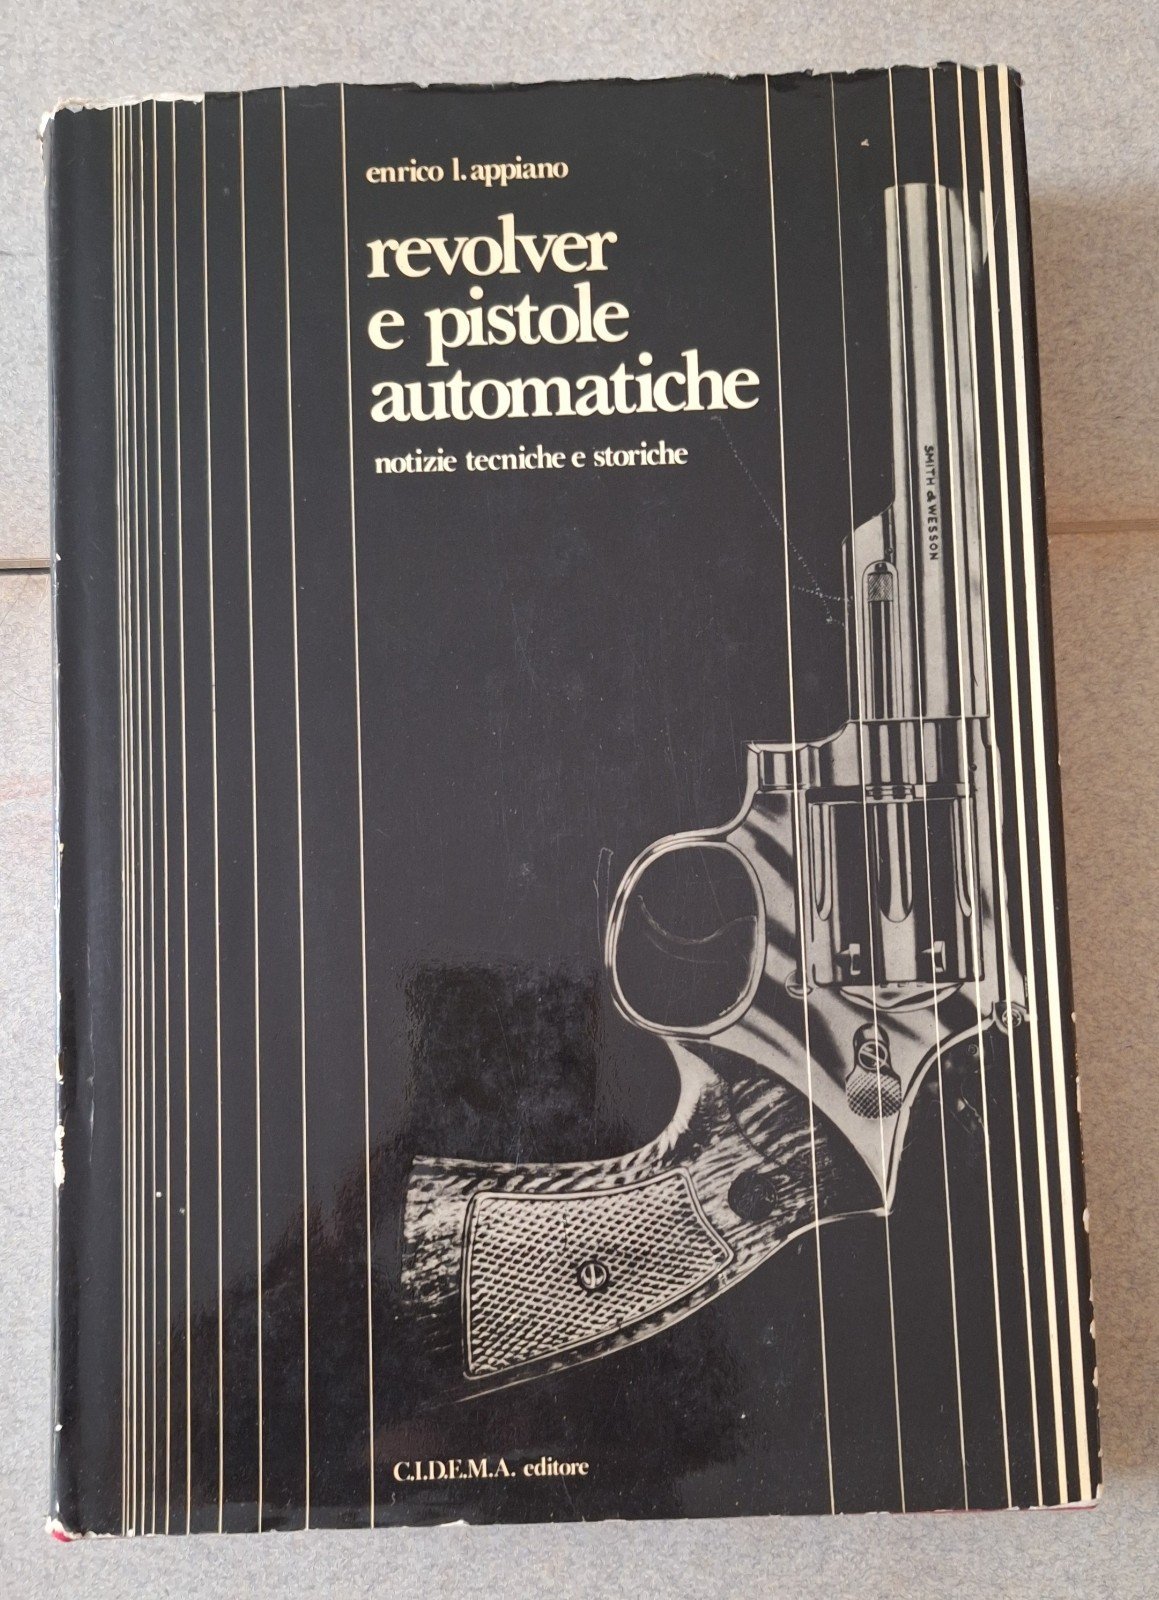 enrico l. appiano
revolver
e pistole
automatiche
notizie tecniche e storiche
SMITH & WESSON
C.I.D.E.M.A. editore